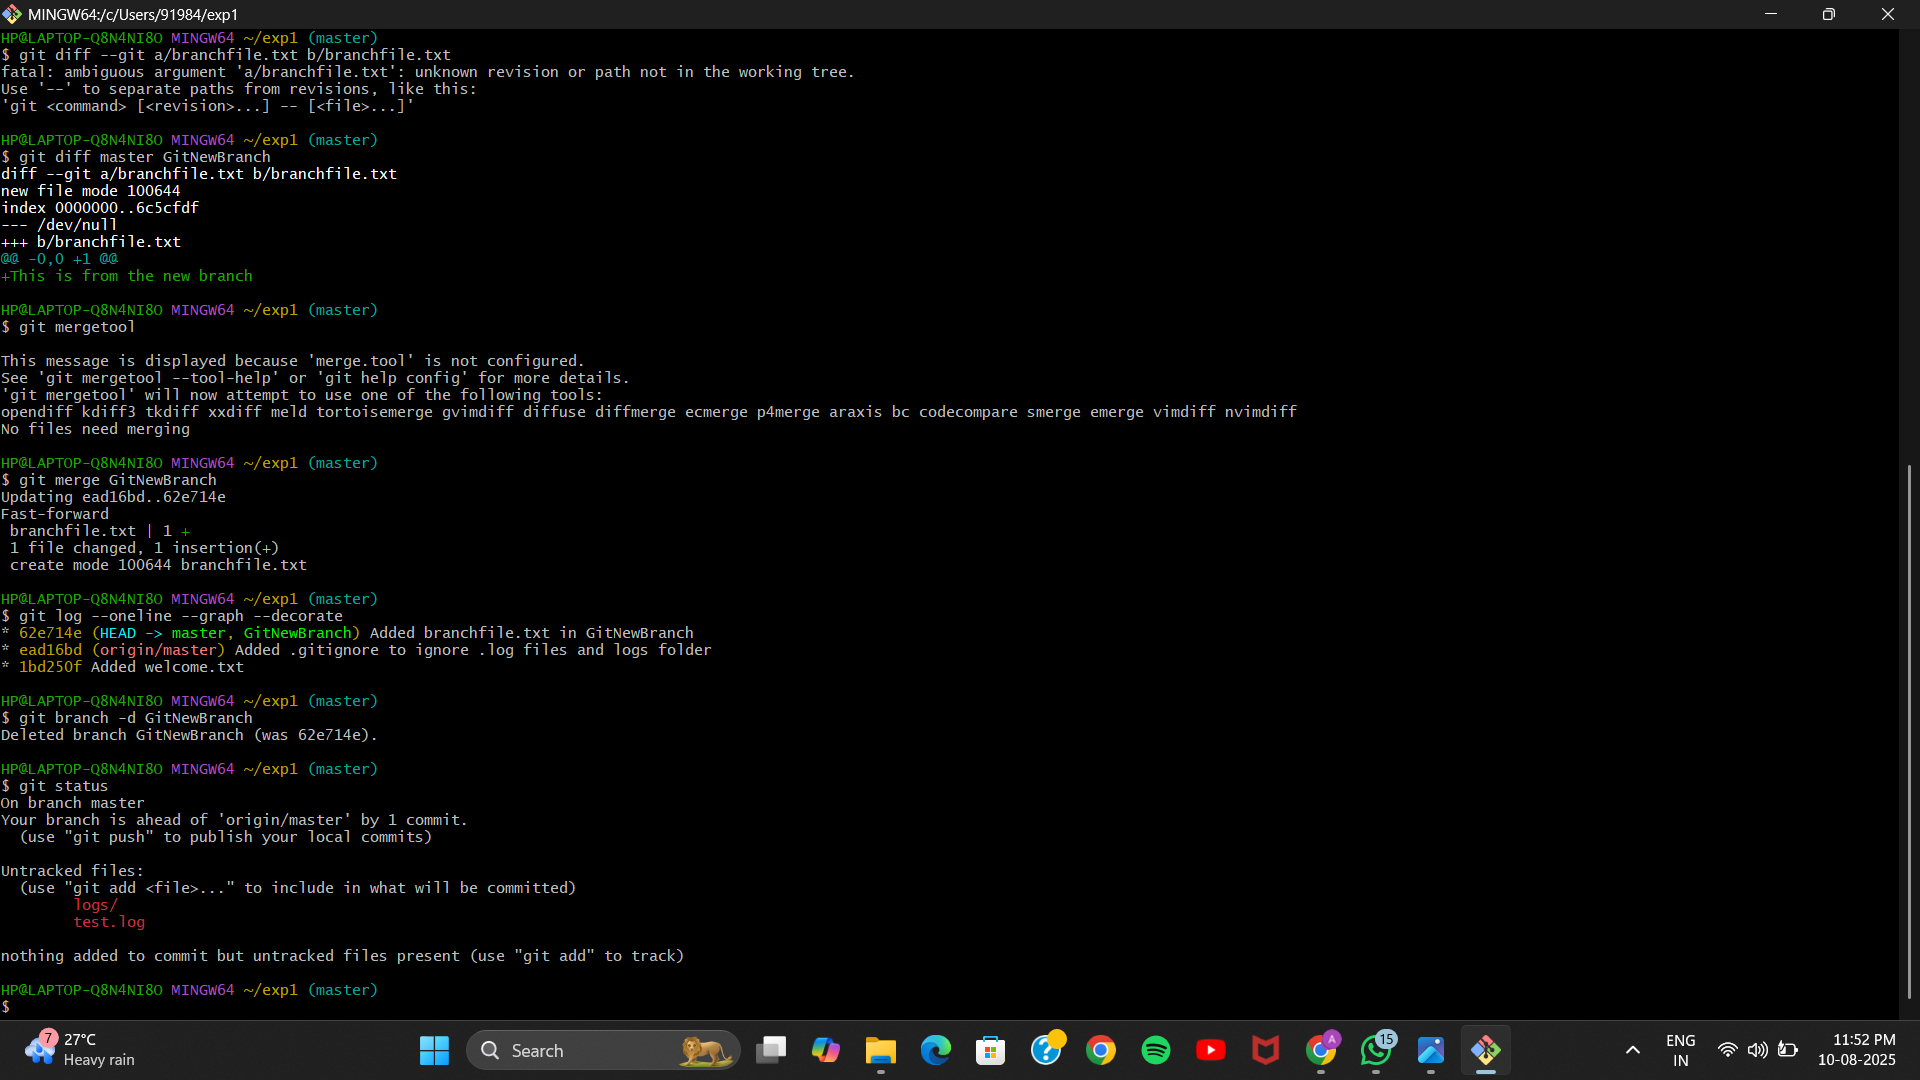 MINGW64:/c/Users/91984/exp1
HP@LAPTOP-Q8N4NI8O MINGW64 ~/exp1 (master)
$ git diff --git a/branchfile.txt b/branchfile.txt
fatal: ambiguous argument 'a/branchfile.txt': unknown revision or path not in the working tree.
Use '--' to separate paths from revisions, like this:
'git <command> [<revision>...] -- [<file>...]'

HP@LAPTOP-Q8N4NI8O MINGW64 ~/exp1 (master)
$ git diff master GitNewBranch
diff --git a/branchfile.txt b/branchfile.txt
new file mode 100644
index 0000000..6c5cfdf
--- /dev/null
+++ b/branchfile.txt
@@ -0,0 +1 @@
+This is from the new branch

HP@LAPTOP-Q8N4NI8O MINGW64 ~/exp1 (master)
$ git mergetool

This message is displayed because 'merge.tool' is not configured.
See 'git mergetool --tool-help' or 'git help config' for more details.
'git mergetool' will now attempt to use one of the following tools:
opendiff kdiff3 tkdiff xxdiff meld tortoisemerge gvimdiff diffuse diffmerge ecmerge p4merge araxis bc codecompare smerge emerge vimdiff nvimdiff
No files need merging

HP@LAPTOP-Q8N4NI8O MINGW64 ~/exp1 (master)
$ git merge GitNewBranch
Updating ead16bd..62e714e
Fast-forward
 branchfile.txt | 1 +
 1 file changed, 1 insertion(+)
 create mode 100644 branchfile.txt

HP@LAPTOP-Q8N4NI8O MINGW64 ~/exp1 (master)
$ git log --oneline --graph --decorate
* 62e714e (HEAD -> master, GitNewBranch) Added branchfile.txt in GitNewBranch
* ead16bd (origin/master) Added .gitignore to ignore .log files and logs folder
* 1bd250f Added welcome.txt

HP@LAPTOP-Q8N4NI8O MINGW64 ~/exp1 (master)
$ git branch -d GitNewBranch
Deleted branch GitNewBranch (was 62e714e).

HP@LAPTOP-Q8N4NI8O MINGW64 ~/exp1 (master)
$ git status
On branch master
Your branch is ahead of 'origin/master' by 1 commit.
  (use "git push" to publish your local commits)

Untracked files:
  (use "git add <file>..." to include in what will be committed)
        logs/
        test.log

nothing added to commit but untracked files present (use "git add" to track)

HP@LAPTOP-Q8N4NI8O MINGW64 ~/exp1 (master)
$
7
27°C
Heavy rain
Search
A
15
ENG
IN
11:52 PM
10-08-2025